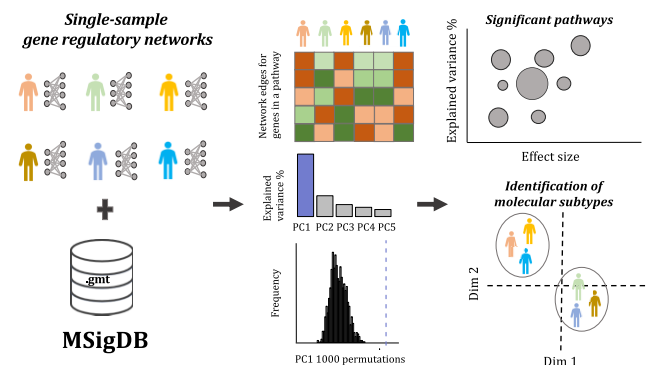 Single-sample
gene regulatory networks
.gmt
MSigDB
Network edges for
genes in a pathway
Explained
variance %
PC1 PC2 PC3 PC4 PC5
Frequency
PC1 1000 permutations
Significant pathways
Explained variance %
Effect size
Identification of
molecular subtypes
Dim 2
Dim 1